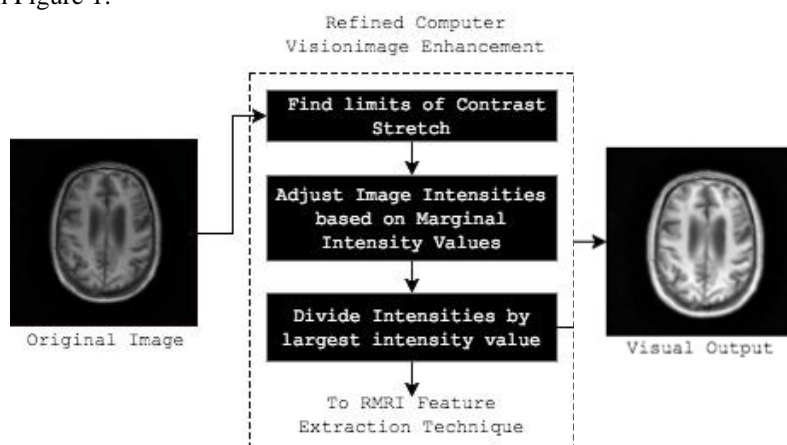 n Figure 1.
Refined Computer
Visionimage Enhancement
Find limits of Contrast
Stretch
Adjust Image Intensities
based on Marginal
Intensity Values
Divide Intensities by
largest intensity value
Original Image
Visual Output
To RMRI Feature
Extraction Technique